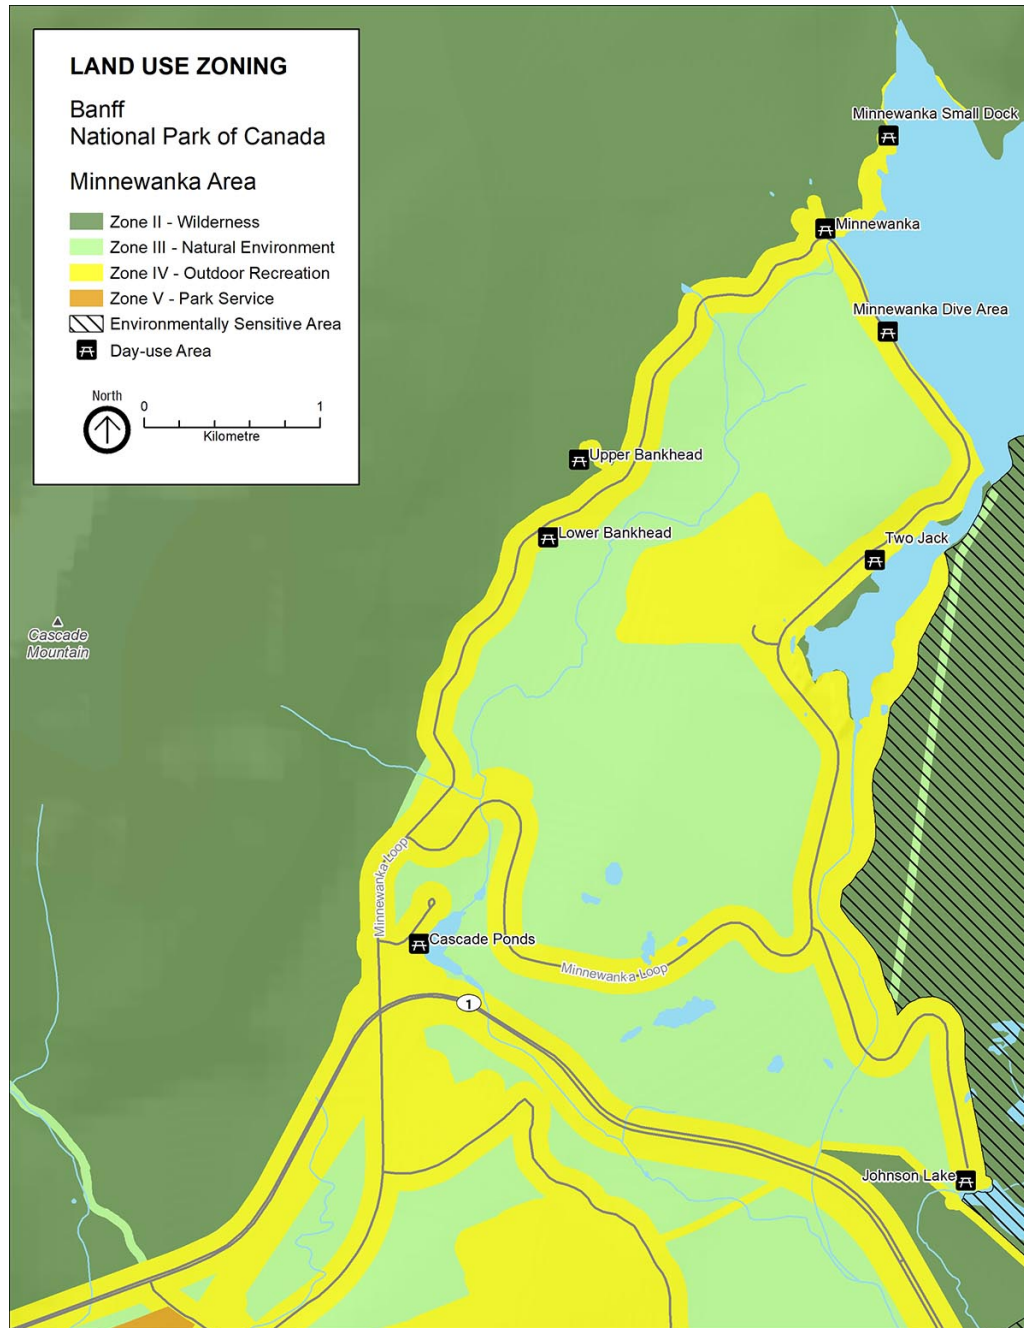 LAND USE ZONING
Banff
National Park of Canada
Minnewanka Area
Zone II - Wilderness
Zone III - Natural Environment
Zone IV - Outdoor Recreation
Zone V - Park Service
Environmentally Sensitive Area
Day-use Area
North
0 1
Kilometre
Minnewanka Small Dock
Minnewanka
Minnewanka Dive Area
Upper Bankhead
Lower Bankhead
Two Jack
Cascade
Mountain
Minnewanka Loop
Cascade Ponds
Minnewanka Loop
1
Johnson Lake